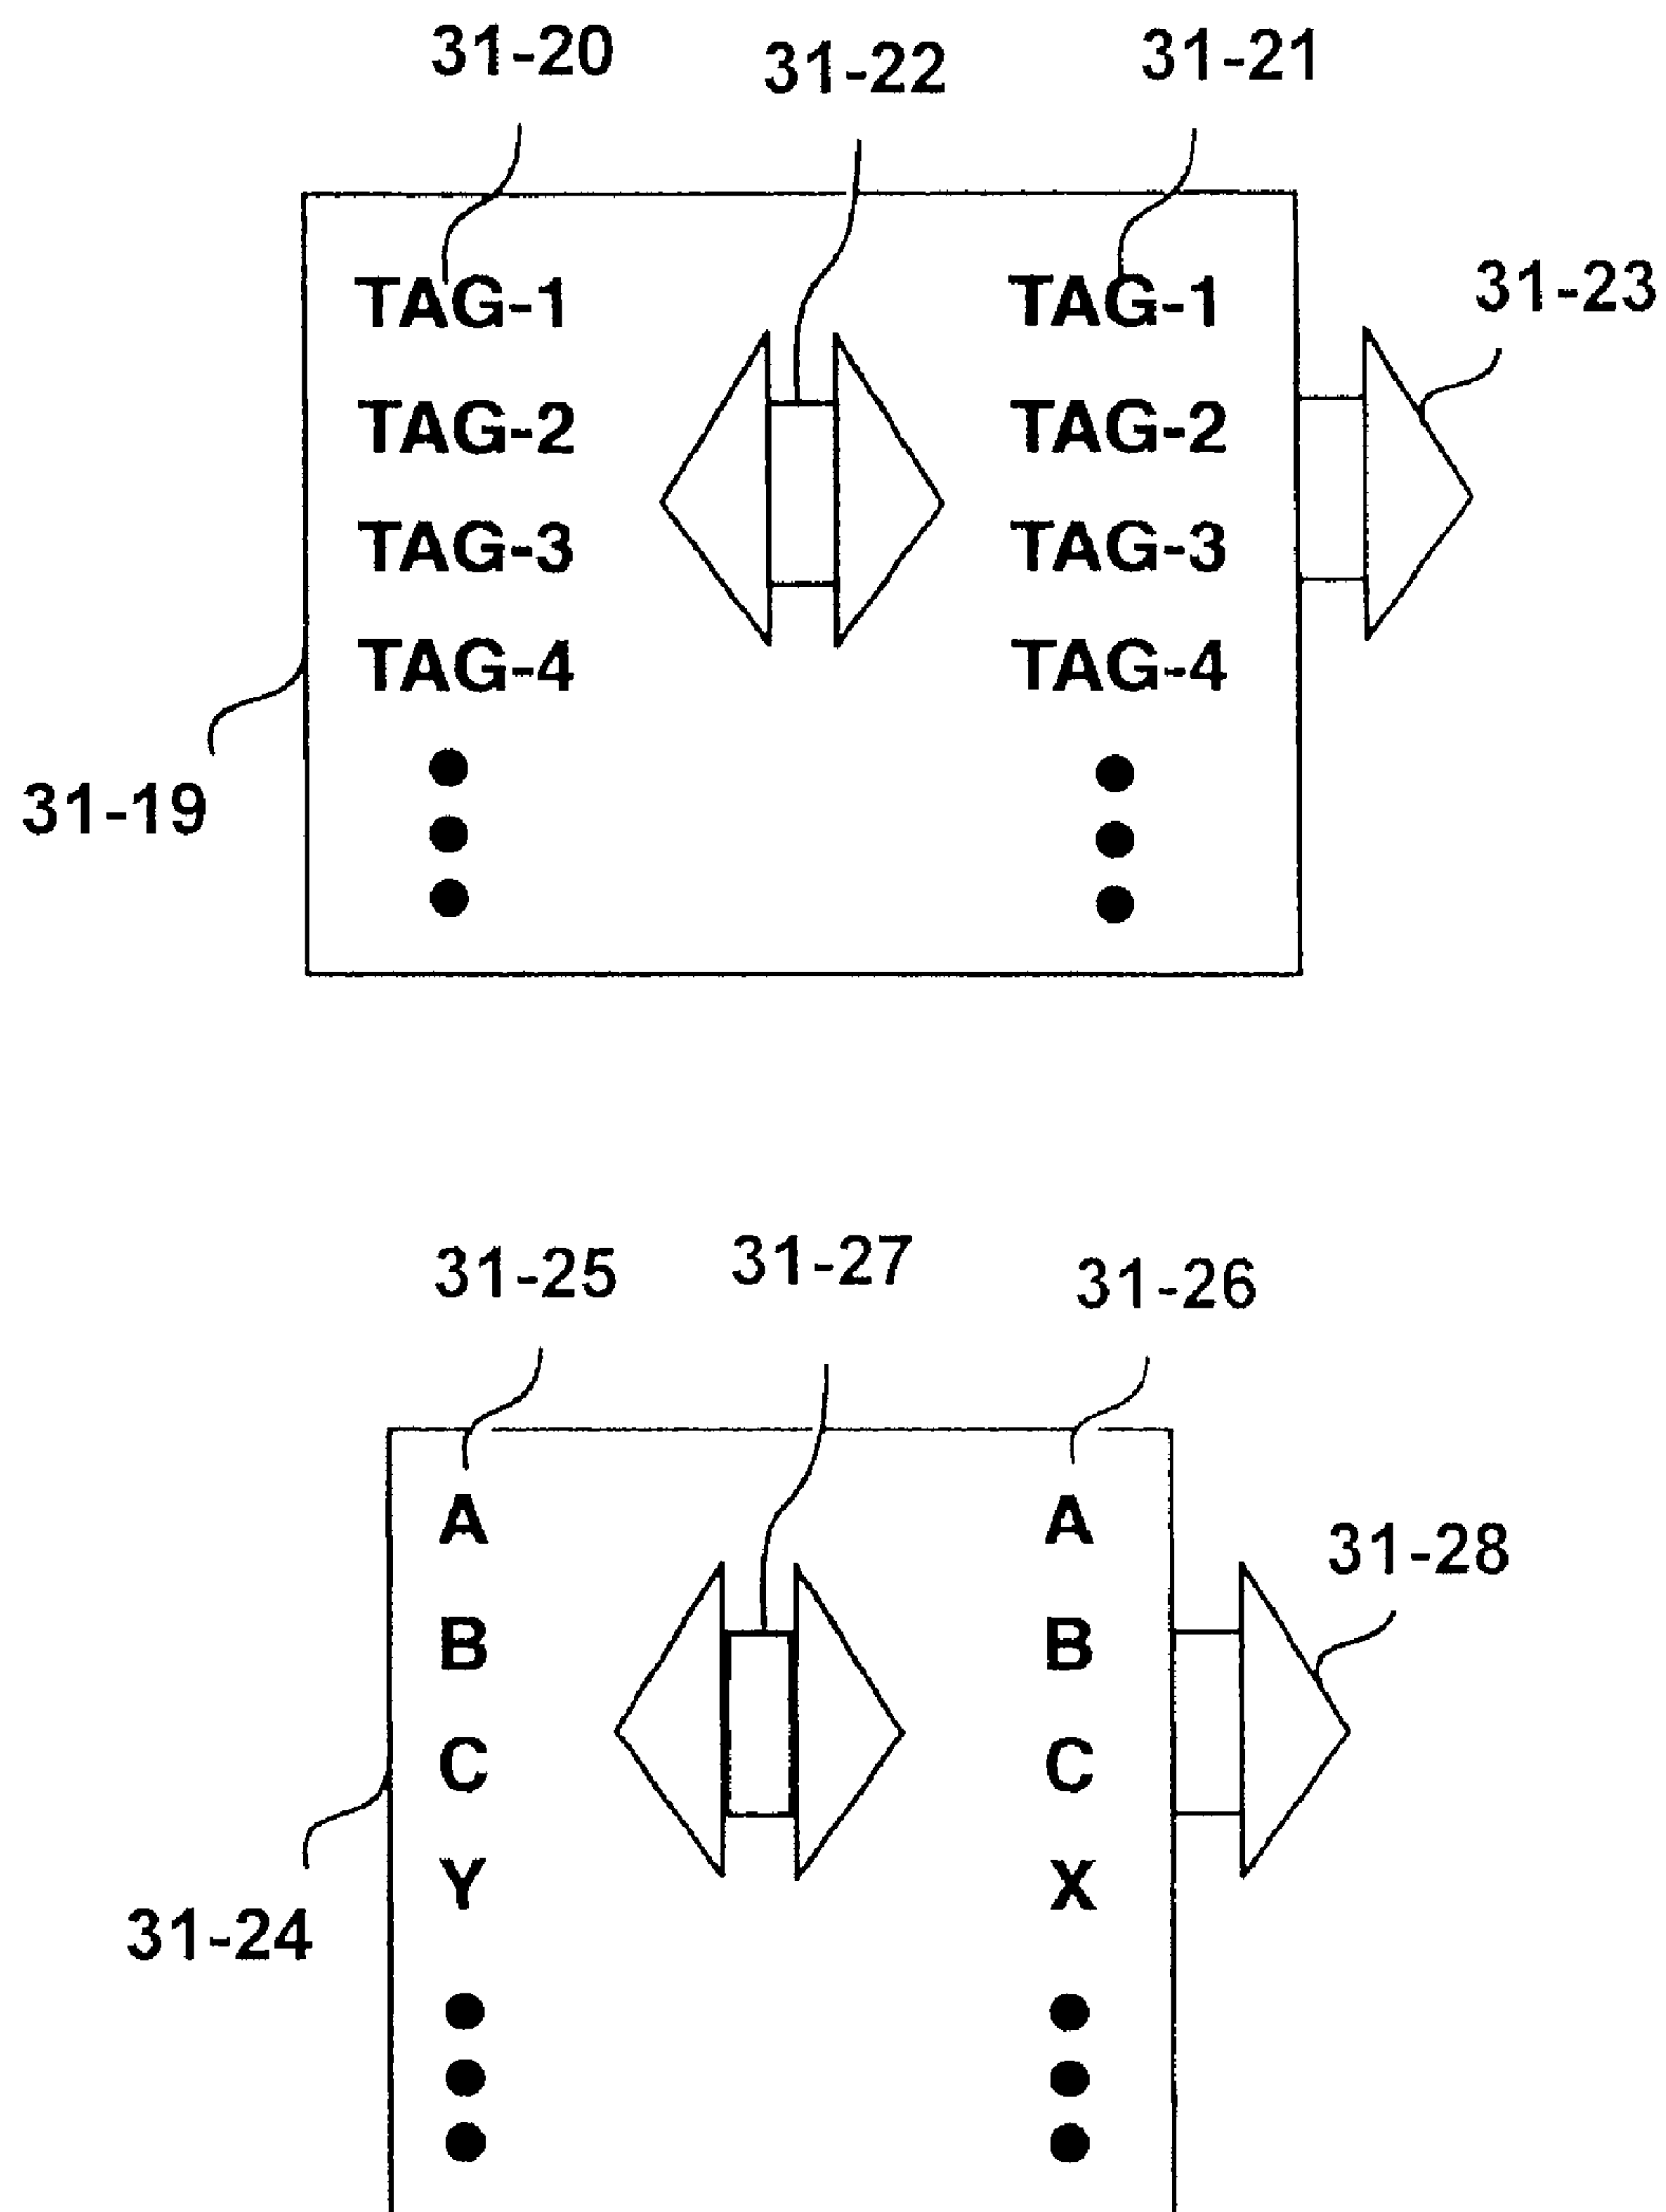 31-20 31-22 31-21
31-23
TAG-1 TAG-1
TAG-2 TAG-2
TAG-3 TAG-3
TAG-4 TAG-4
31-19
31-25 31-27 31-26
A A
31-28
B B
C C
Y X
31-24